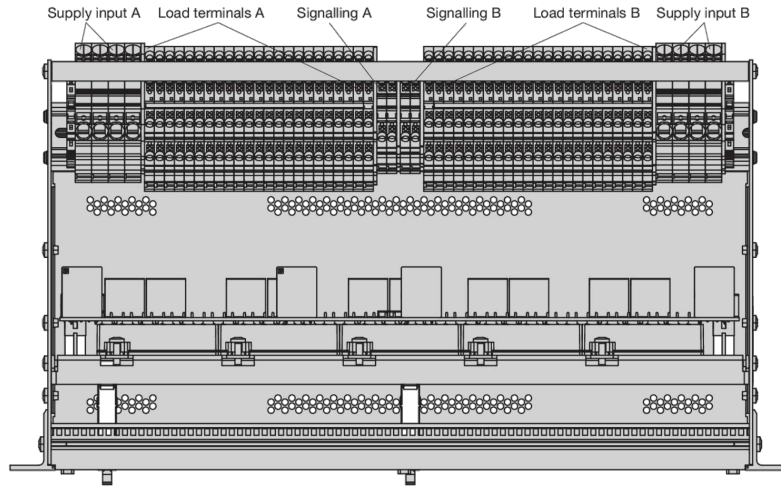 Supply input A
Load terminals A
Signalling A
Signalling B
Load terminals B
Supply input B